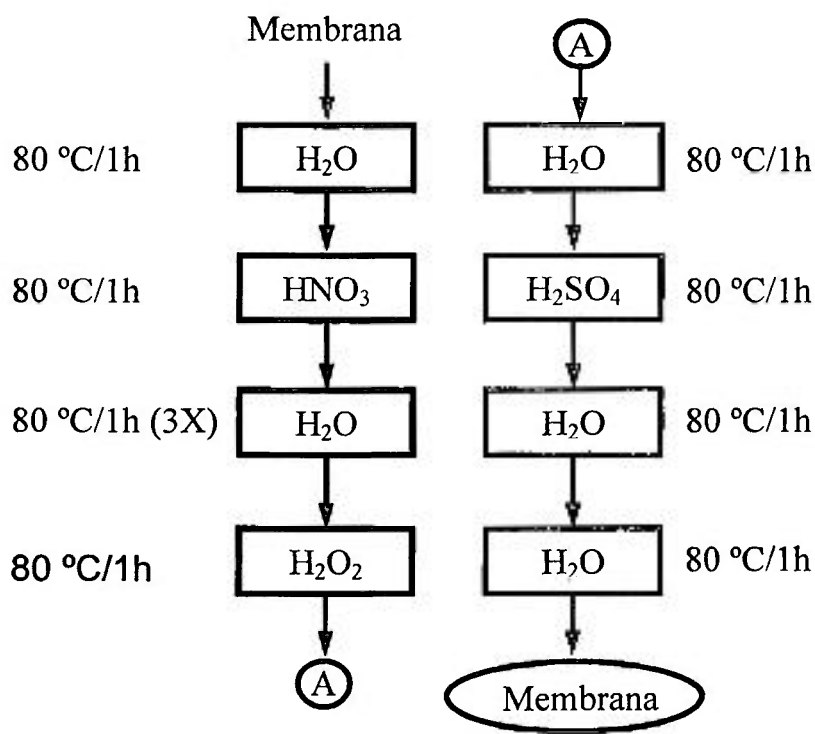 Membrana
80 ºC/1h
H₂O
80 ºC/1h
HNO₃
80 ºC/1h (3X)
H₂O
80 ºC/1h
H₂O₂
A
A
H₂O
80 ºC/1h
H₂SO₄
80 ºC/1h
H₂O
80 ºC/1h
H₂O
80 ºC/1h
Membrana